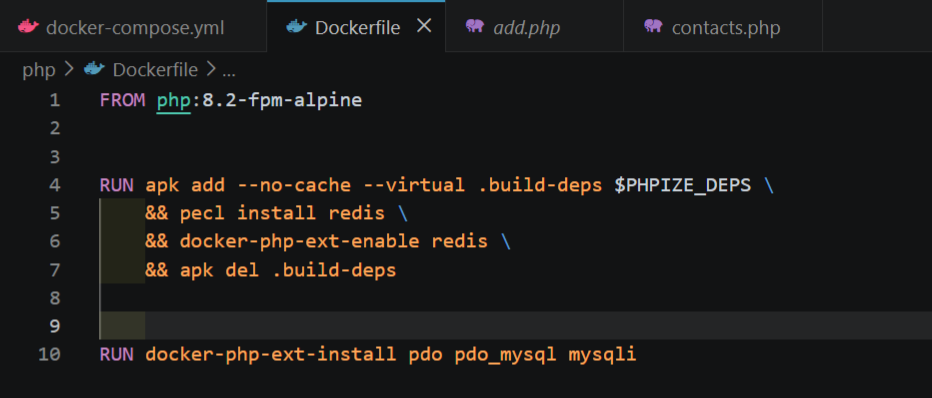 docker-compose.yml Dockerfile add.php contacts.php
php > Dockerfile > ...
1 FROM php:8.2-fpm-alpine
2
3
4 RUN apk add --no-cache --virtual .build-deps $PHPIZE_DEPS \
5 && pecl install redis \
6 && docker-php-ext-enable redis \
7 && apk del .build-deps
8
9
10 RUN docker-php-ext-install pdo pdo_mysql mysqli